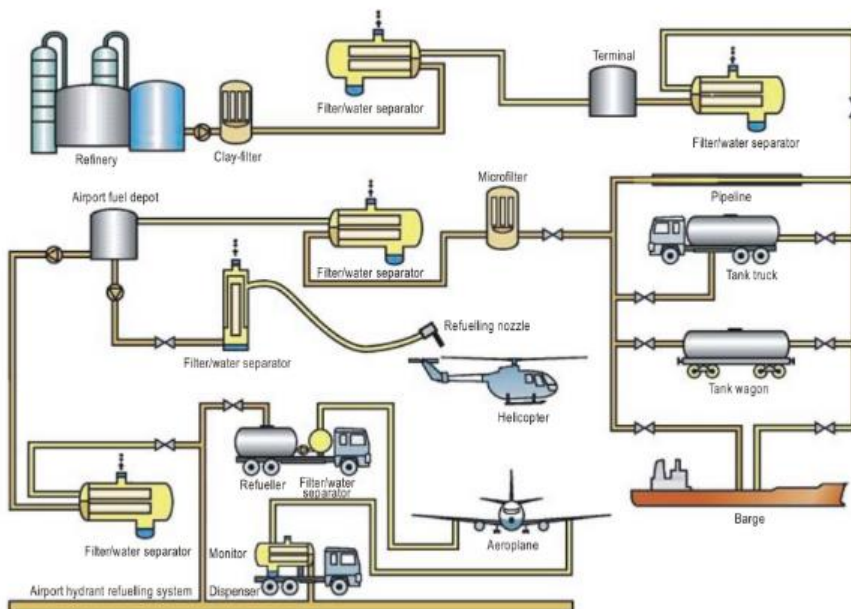 Terminal
Filter/water separator
Filter/water separator
Refinery
Clay-filter
Microfilter
Airport fuel depot
Pipeline
Filter/water separator
Tank truck
Refuelling nozzle
Filter/water separator
Tank wagon
Helicopter
Refueller
Filter/water
separator
Barge
Aeroplane
Filter/water separator
Monitor
Airport hydrant refuelling system
Dispenser